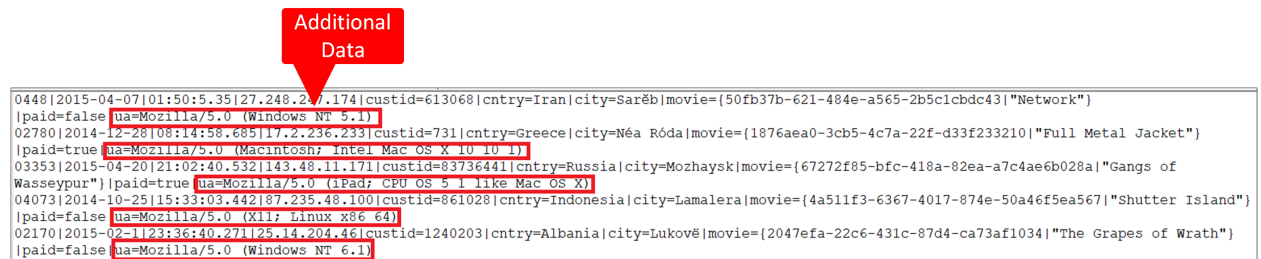 Additional
Data
0448|2015-04-07|01:50:5.35|27.248.247.174|custid=613068|cntry=Iran|city=Sarĕb|movie={50fb37b-621-484e-a565-2b5c1cbdc43|"Network"}
|paid=false|ua=Mozilla/5.0 (Windows NT 5.1)
02780|2014-12-28|08:14:58.685|17.2.236.233|custid=731|cntry=Greece|city=Néa Róda|movie={1876aea0-3cb5-4c7a-22f-d33f233210|"Full Metal Jacket"}
|paid=true|ua=Mozilla/5.0 (Macintosh; Intel Mac OS X 10 10 1)
03353|2015-04-20|21:02:40.532|143.48.11.171|custid=83736441|cntry=Russia|city=Mozhaysk|movie={67272f85-bfc-418a-82ea-a7c4ae6b028a|"Gangs of
Wasseypur"}|paid=true|ua=Mozilla/5.0 (iPad; CPU OS 5 1 like Mac OS X)
04073|2014-10-25|15:33:03.442|87.235.48.100|custid=861028|cntry=Indonesia|city=Lamalera|movie={4a511f3-6367-4017-874e-50a46f5ea567|"Shutter Island"}
|paid=false|ua=Mozilla/5.0 (X11; Linux x86 64)
02170|2015-02-1|23:36:40.271|25.14.204.46|custid=1240203|cntry=Albania|city=Lukovë|movie={2047efa-22c6-431c-87d4-ca73af1034|"The Grapes of Wrath"}
|paid=false|ua=Mozilla/5.0 (Windows NT 6.1)